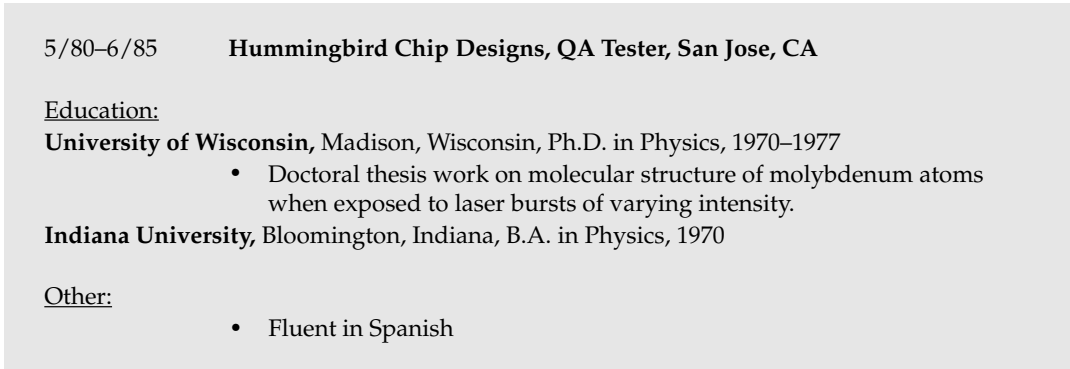 5/80–6/85 Hummingbird Chip Designs, QA Tester, San Jose, CA
Education:
University of Wisconsin, Madison, Wisconsin, Ph.D. in Physics, 1970–1977
• Doctoral thesis work on molecular structure of molybdenum atoms
when exposed to laser bursts of varying intensity.
Indiana University, Bloomington, Indiana, B.A. in Physics, 1970
Other:
• Fluent in Spanish